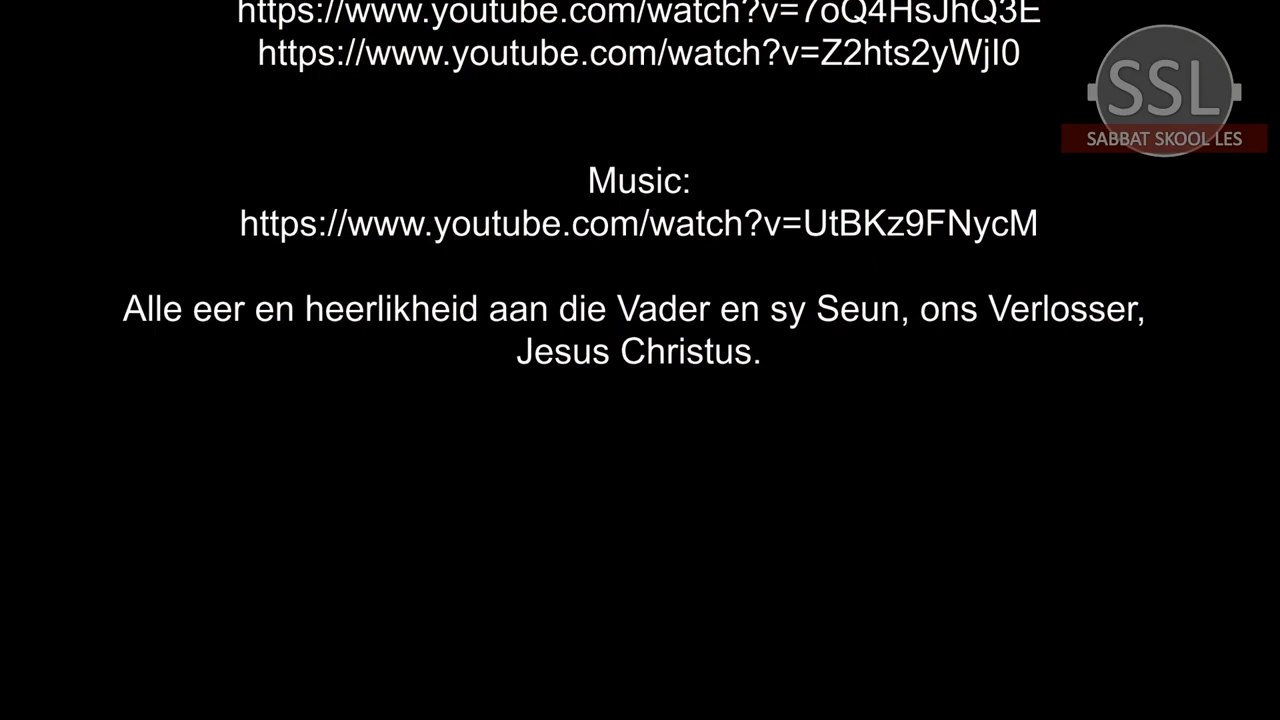 https://www.youtube.com/watch?v=7oQ4HsJhQ3E
https://www.youtube.com/watch?v=Z2hts2yWjI0
SSL
SABBAT SKOOL LES
Music:
https://www.youtube.com/watch?v=UtBKz9FNycM
Alle eer en heerlikheid aan die Vader en sy Seun, ons Verlosser,
Jesus Christus.